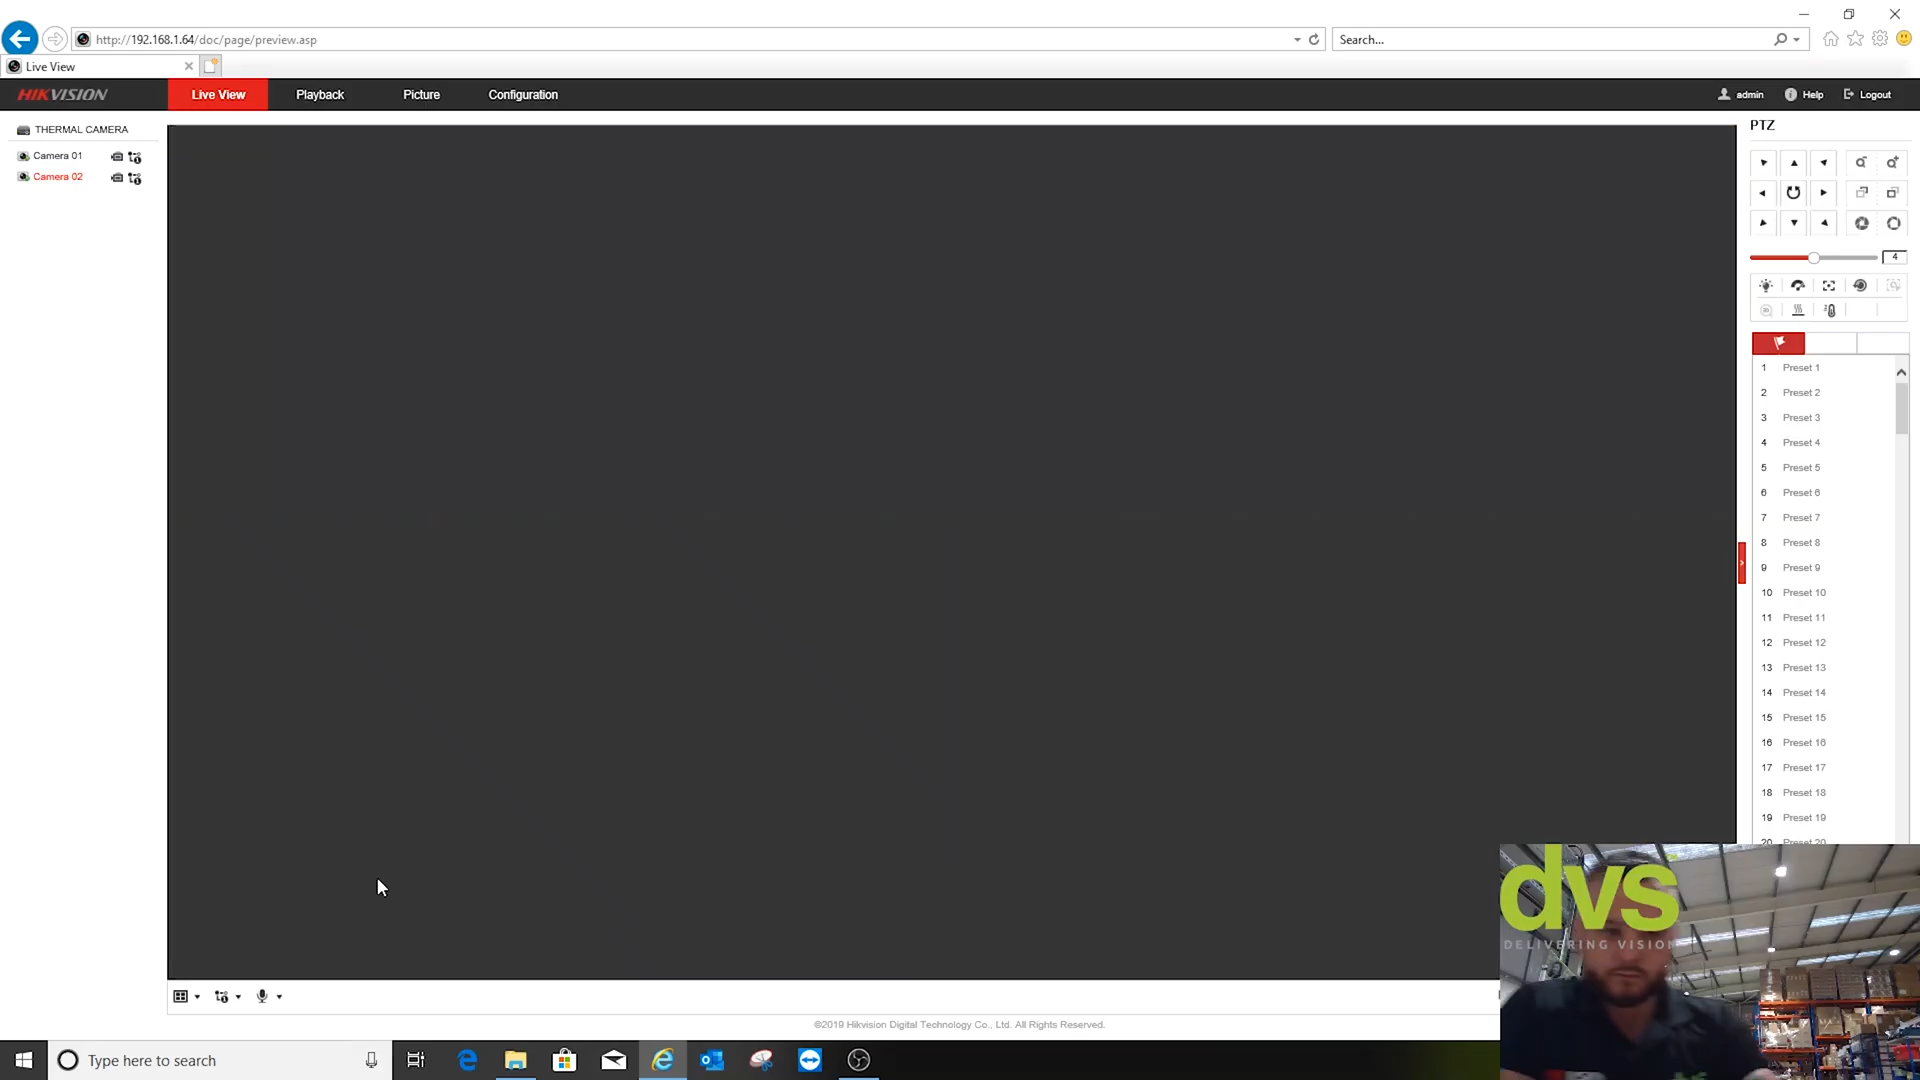 http://192.168.1.64/doc/page/preview.asp
Search...
Live View
HIKVISION
Live View
Playback
Picture
Configuration
admin
Help
Logout
THERMAL CAMERA
Camera 01
Camera 02
PTZ
4
1 Preset 1
2 Preset 2
3 Preset 3
4 Preset 4
5 Preset 5
6 Preset 6
7 Preset 7
8 Preset 8
9 Preset 9
10 Preset 10
11 Preset 11
12 Preset 12
13 Preset 13
14 Preset 14
15 Preset 15
16 Preset 16
17 Preset 17
18 Preset 18
19 Preset 19
20 Preset 20
dvs
DELIVERING VISION
©2019 Hikvision Digital Technology Co., Ltd. All Rights Reserved.
Type here to search